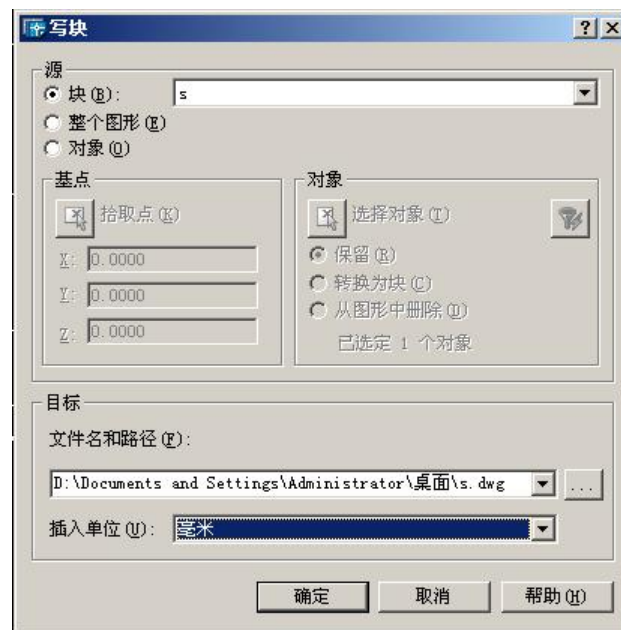 写块
源
块(B): s
整个图形(E)
对象(O)
基点
拾取点(K)
X: 0.0000
Y: 0.0000
Z: 0.0000
对象
选择对象(T)
保留(R)
转换为块(C)
从图形中删除(D)
已选定 1 个对象
目标
文件名和路径(F):
D:\Documents and Settings\Administrator\桌面\s.dwg ...
插入单位(U): 毫米
确定 取消 帮助(H)